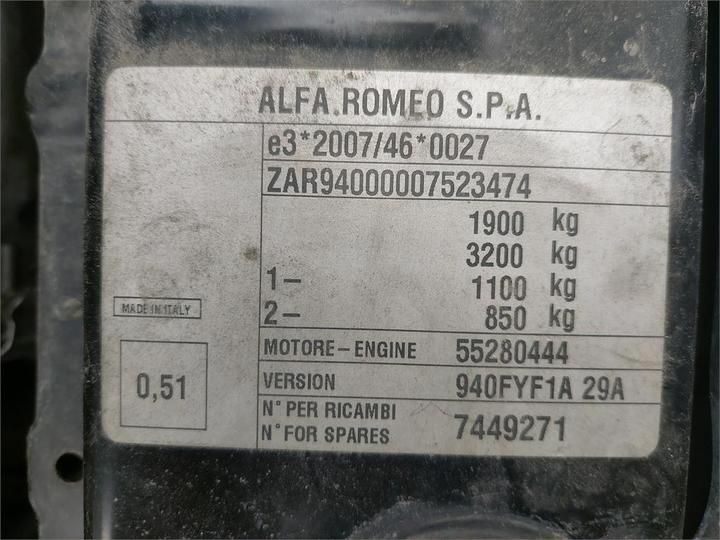 ALFA ROMEO S.P.A.
e3*2007/46*0027
ZAR94000007523474
1900 kg
3200 kg
1– 1100 kg
2– 850 kg
MADE IN ITALY
0,51
MOTORE – ENGINE 55280444
VERSION 940FYF1A 29A
N° PER RICAMBI
N° FOR SPARES 7449271